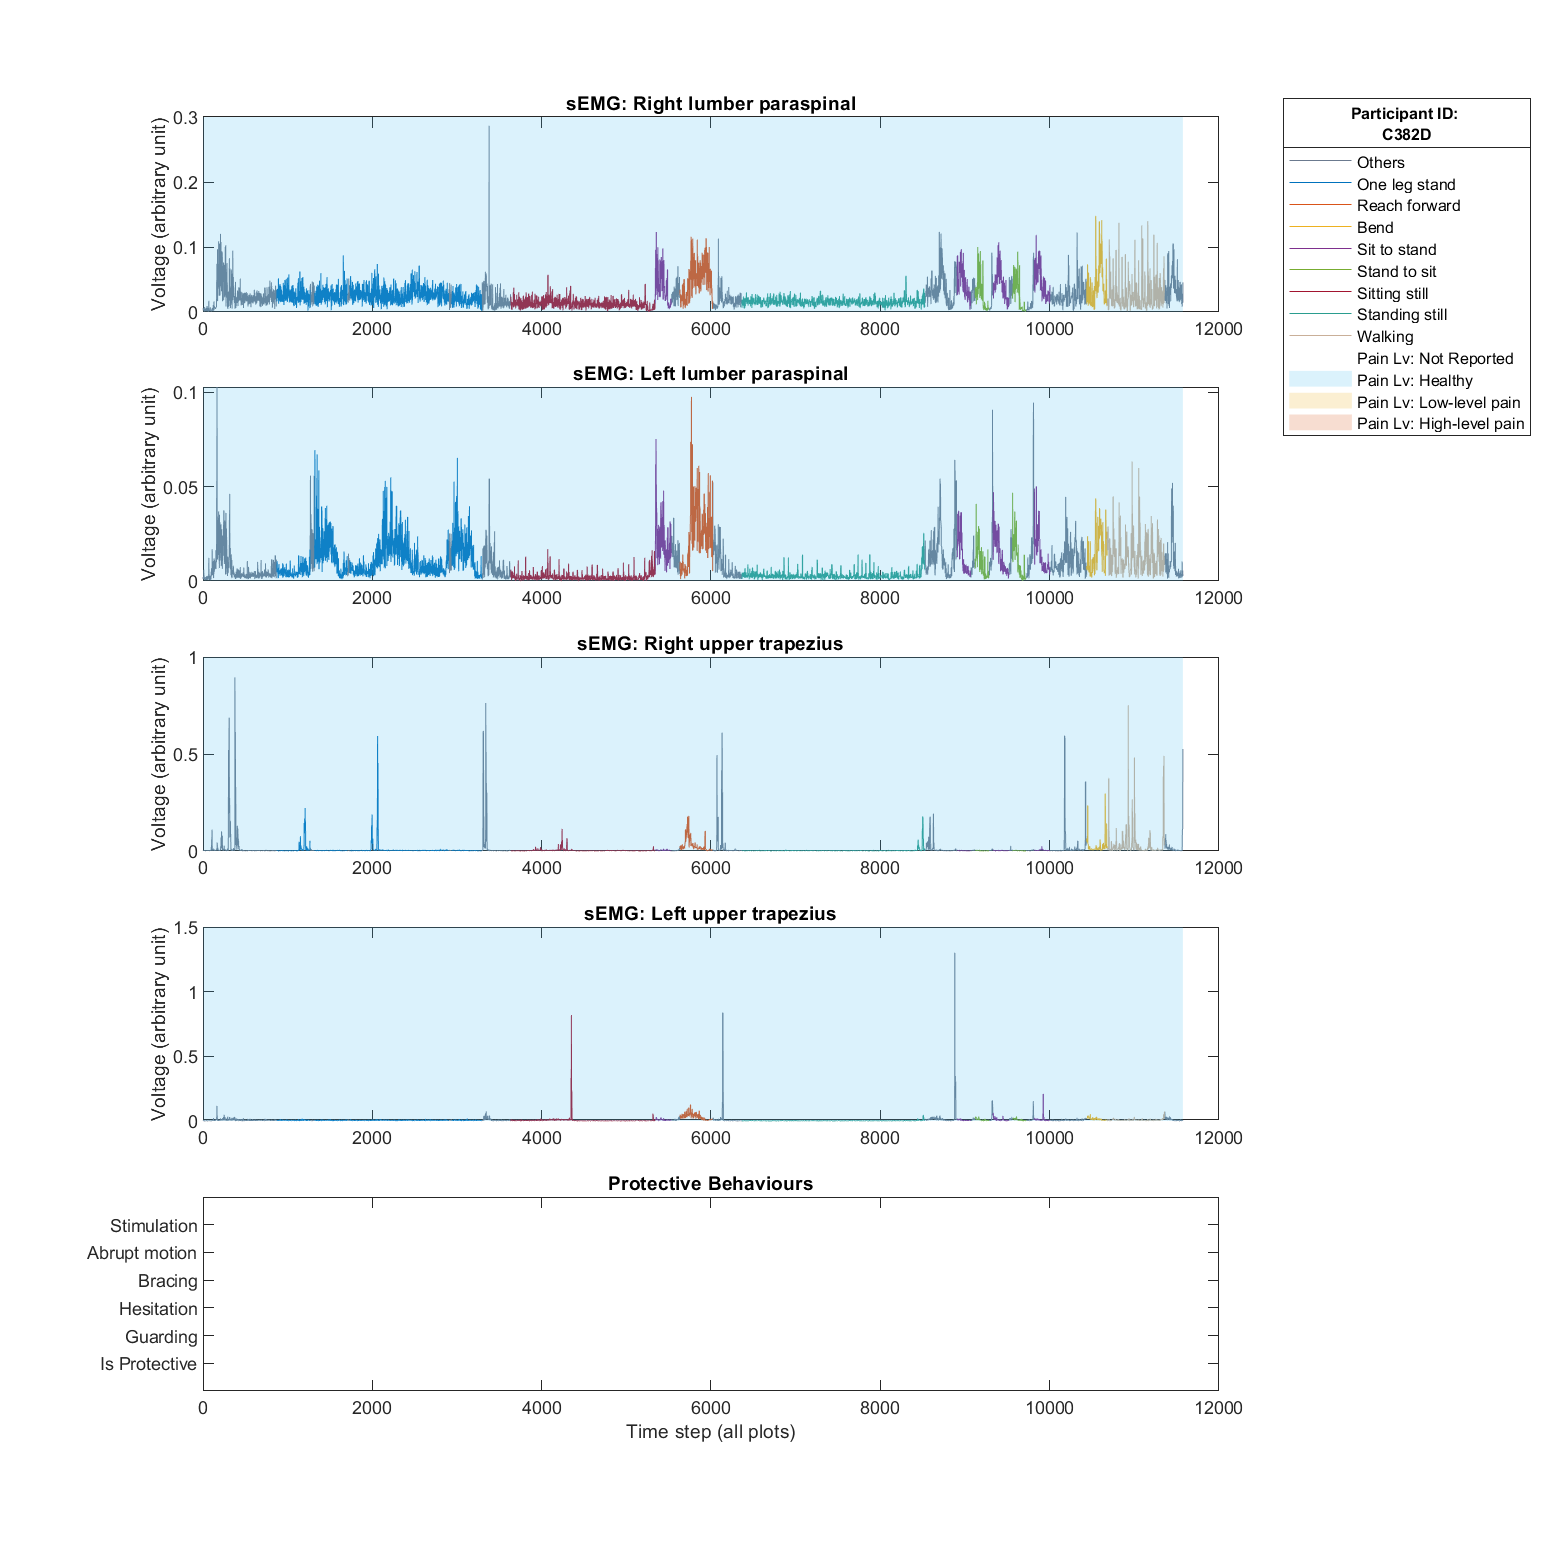 sEMG: Right lumber paraspinal
Voltage (arbitrary unit)
0.3
0.2
0.1
0
0 2000 4000 6000 8000 10000 12000
sEMG: Left lumber paraspinal
Voltage (arbitrary unit)
0.1
0.05
0
0 2000 4000 6000 8000 10000 12000
sEMG: Right upper trapezius
Voltage (arbitrary unit)
1
0.5
0
0 2000 4000 6000 8000 10000 12000
sEMG: Left upper trapezius
Voltage (arbitrary unit)
1.5
1
0.5
0
0 2000 4000 6000 8000 10000 12000
Protective Behaviours
Stimulation
Abrupt motion
Bracing
Hesitation
Guarding
Is Protective
0 2000 4000 6000 8000 10000 12000
Time step (all plots)
Participant ID:
C382D
Others
One leg stand
Reach forward
Bend
Sit to stand
Stand to sit
Sitting still
Standing still
Walking
Pain Lv: Not Reported
Pain Lv: Healthy
Pain Lv: Low-level pain
Pain Lv: High-level pain